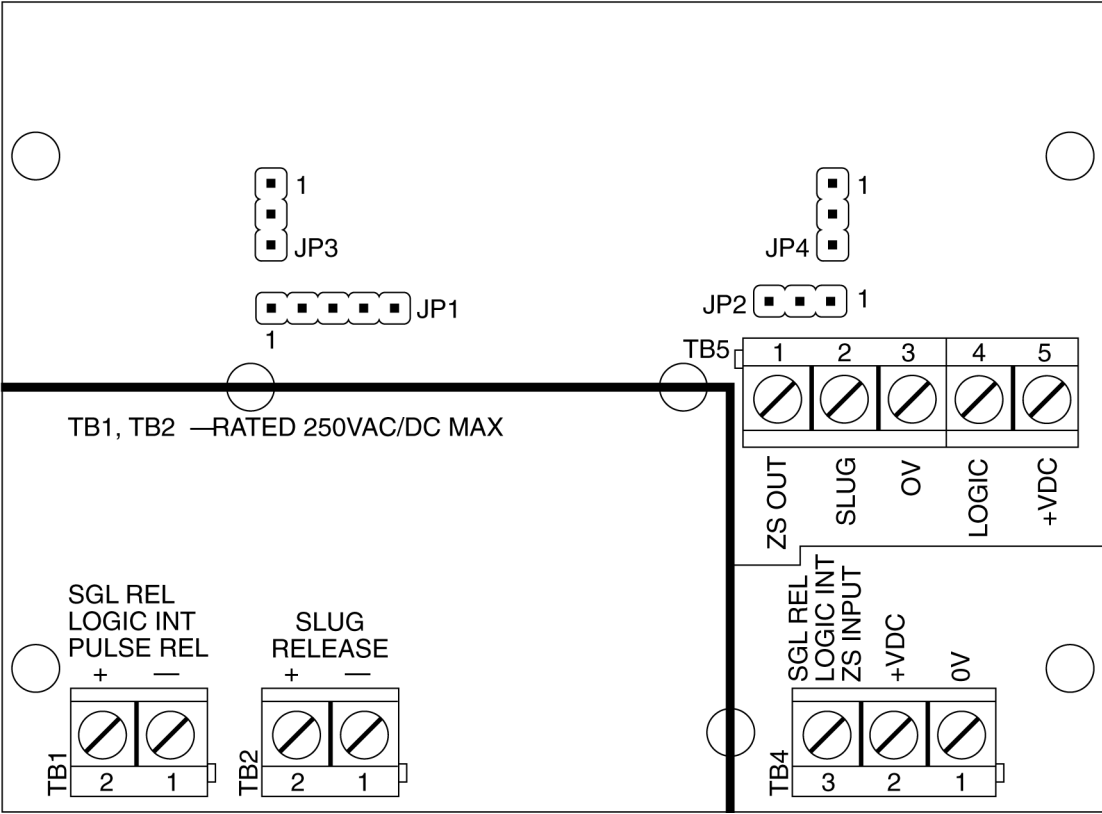 1
JP3
1
JP4
JP1
1
JP2
1
TB5
1 2 3 4 5
ZS OUT
SLUG
OV
LOGIC
+VDC
TB1, TB2 —RATED 250VAC/DC MAX
SGL REL
LOGIC INT
PULSE REL
+ —
TB1
2 1
SLUG
RELEASE
+ —
TB2
2 1
SGL REL
LOGIC INT
ZS INPUT
+VDC
0V
TB4
3 2 1